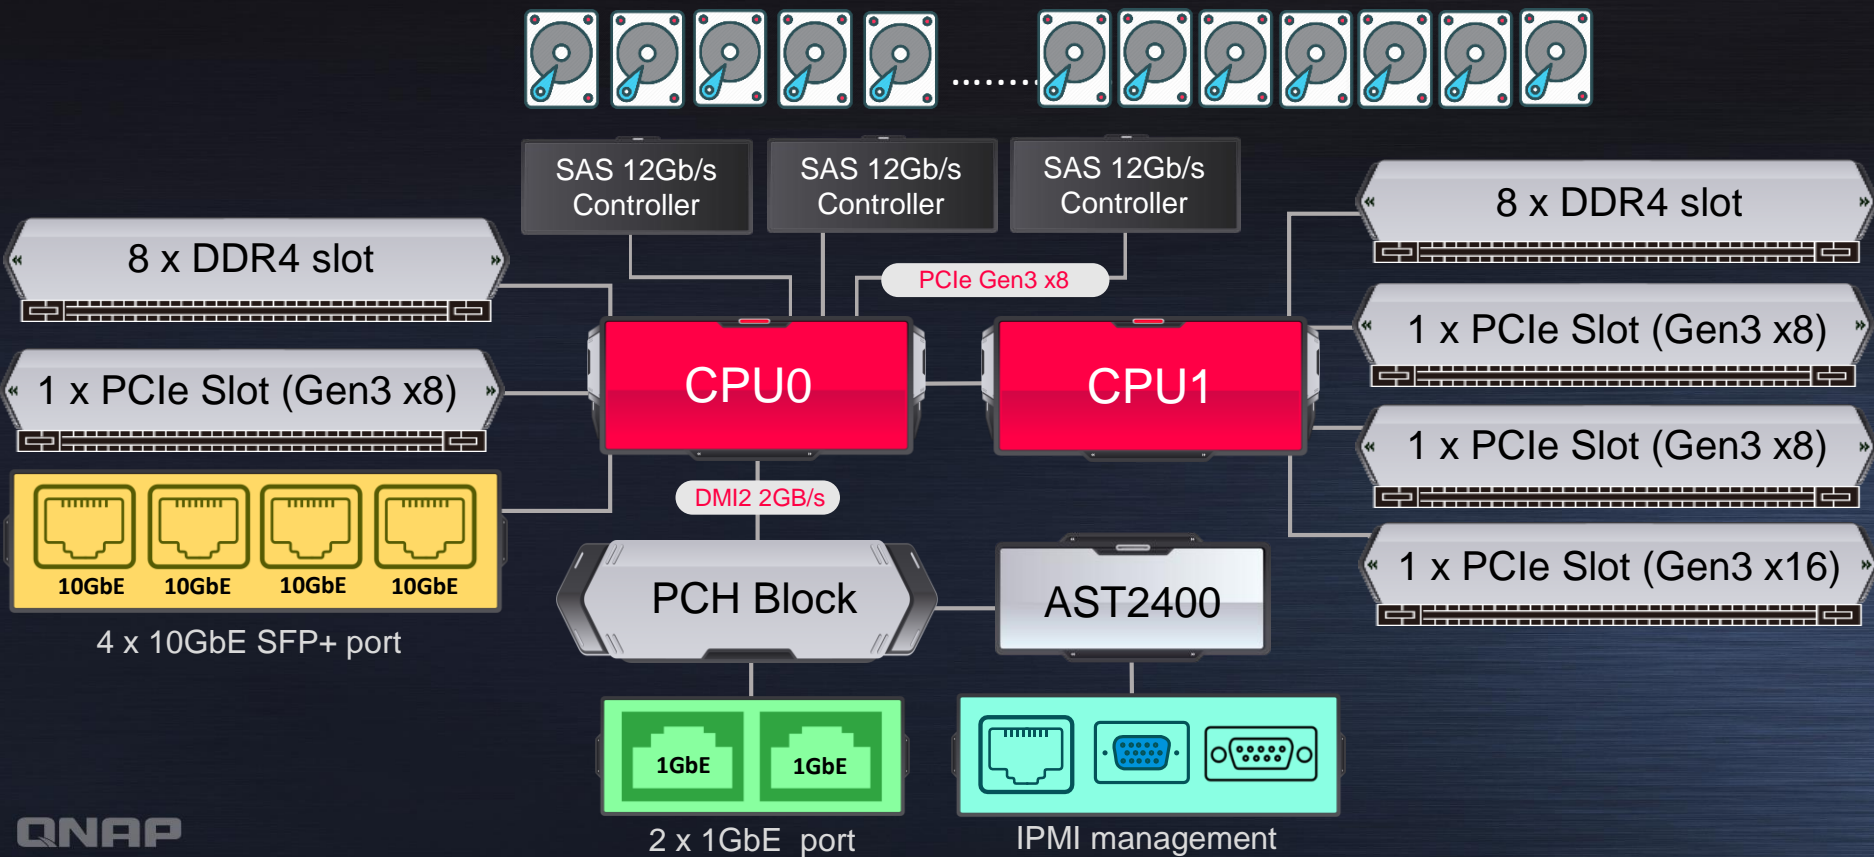 .......
SAS 12Gb/s
Controller
SAS 12Gb/s
Controller
SAS 12Gb/s
Controller
8 x DDR4 slot
8 x DDR4 slot
PCIe Gen3 x8
1 x PCIe Slot (Gen3 x8)
1 x PCIe Slot (Gen3 x8)
CPU0
CPU1
1 x PCIe Slot (Gen3 x8)
DMI2 2GB/s
10GbE
10GbE
10GbE
10GbE
PCH Block
AST2400
1 x PCIe Slot (Gen3 x16)
4 x 10GbE SFP+ port
1GbE
1GbE
QNAP
2 x 1GbE port
IPMI management